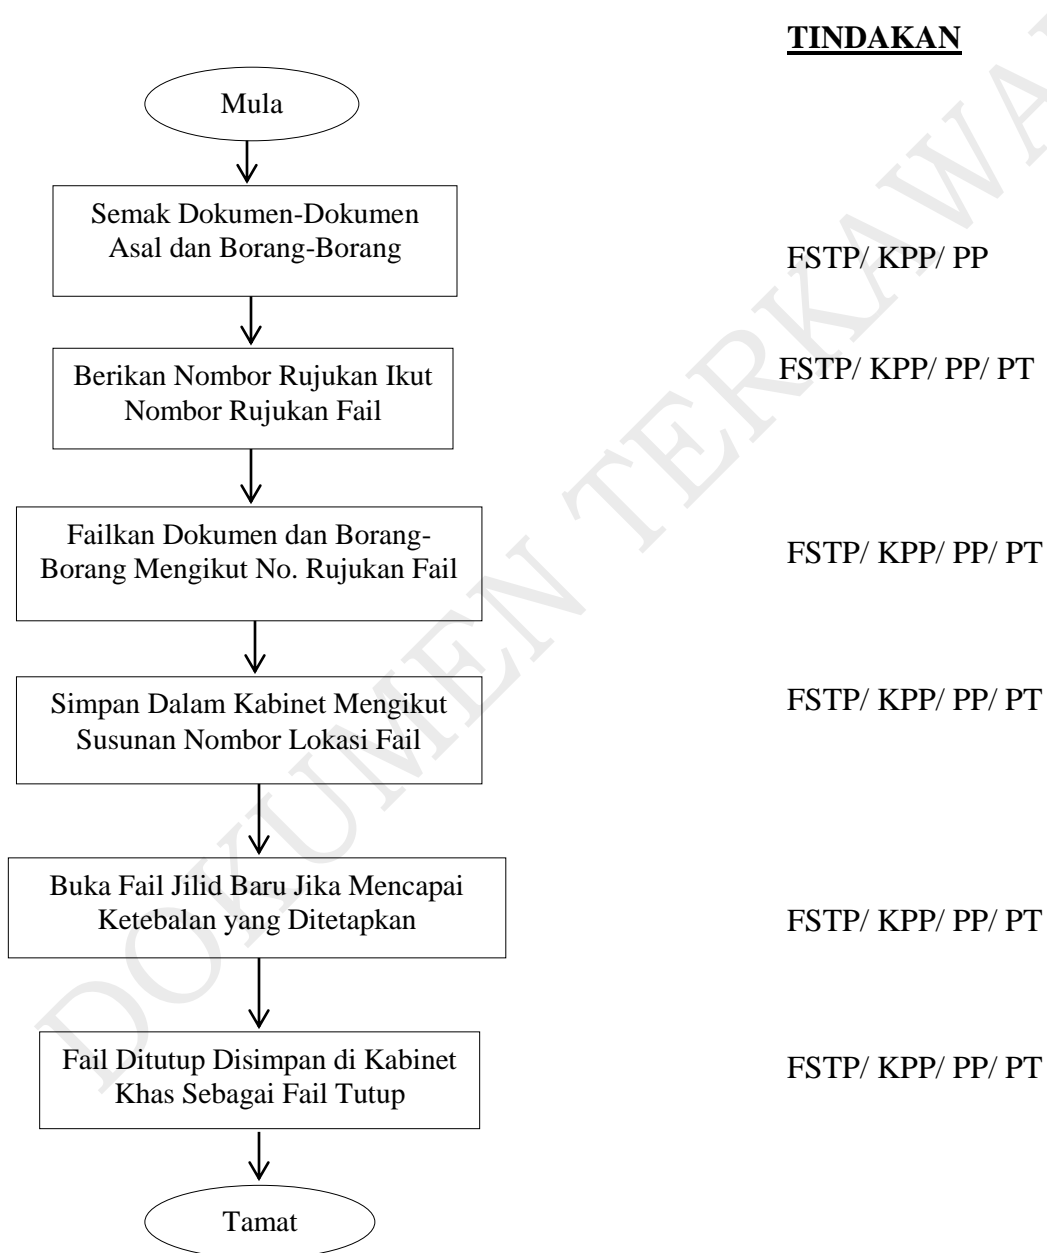 TINDAKAN
Mula
Semak Dokumen-Dokumen
Asal dan Borang-Borang
FSTP/ KPP/ PP
Berikan Nombor Rujukan Ikut
Nombor Rujukan Fail
FSTP/ KPP/ PP/ PT
Failkan Dokumen dan Borang-
Borang Mengikut No. Rujukan Fail
FSTP/ KPP/ PP/ PT
Simpan Dalam Kabinet Mengikut
Susunan Nombor Lokasi Fail
FSTP/ KPP/ PP/ PT
Buka Fail Jilid Baru Jika Mencapai
Ketebalan yang Ditetapkan
FSTP/ KPP/ PP/ PT
Fail Ditutup Disimpan di Kabinet
Khas Sebagai Fail Tutup
FSTP/ KPP/ PP/ PT
Tamat
DOKUMEN TERKAWA